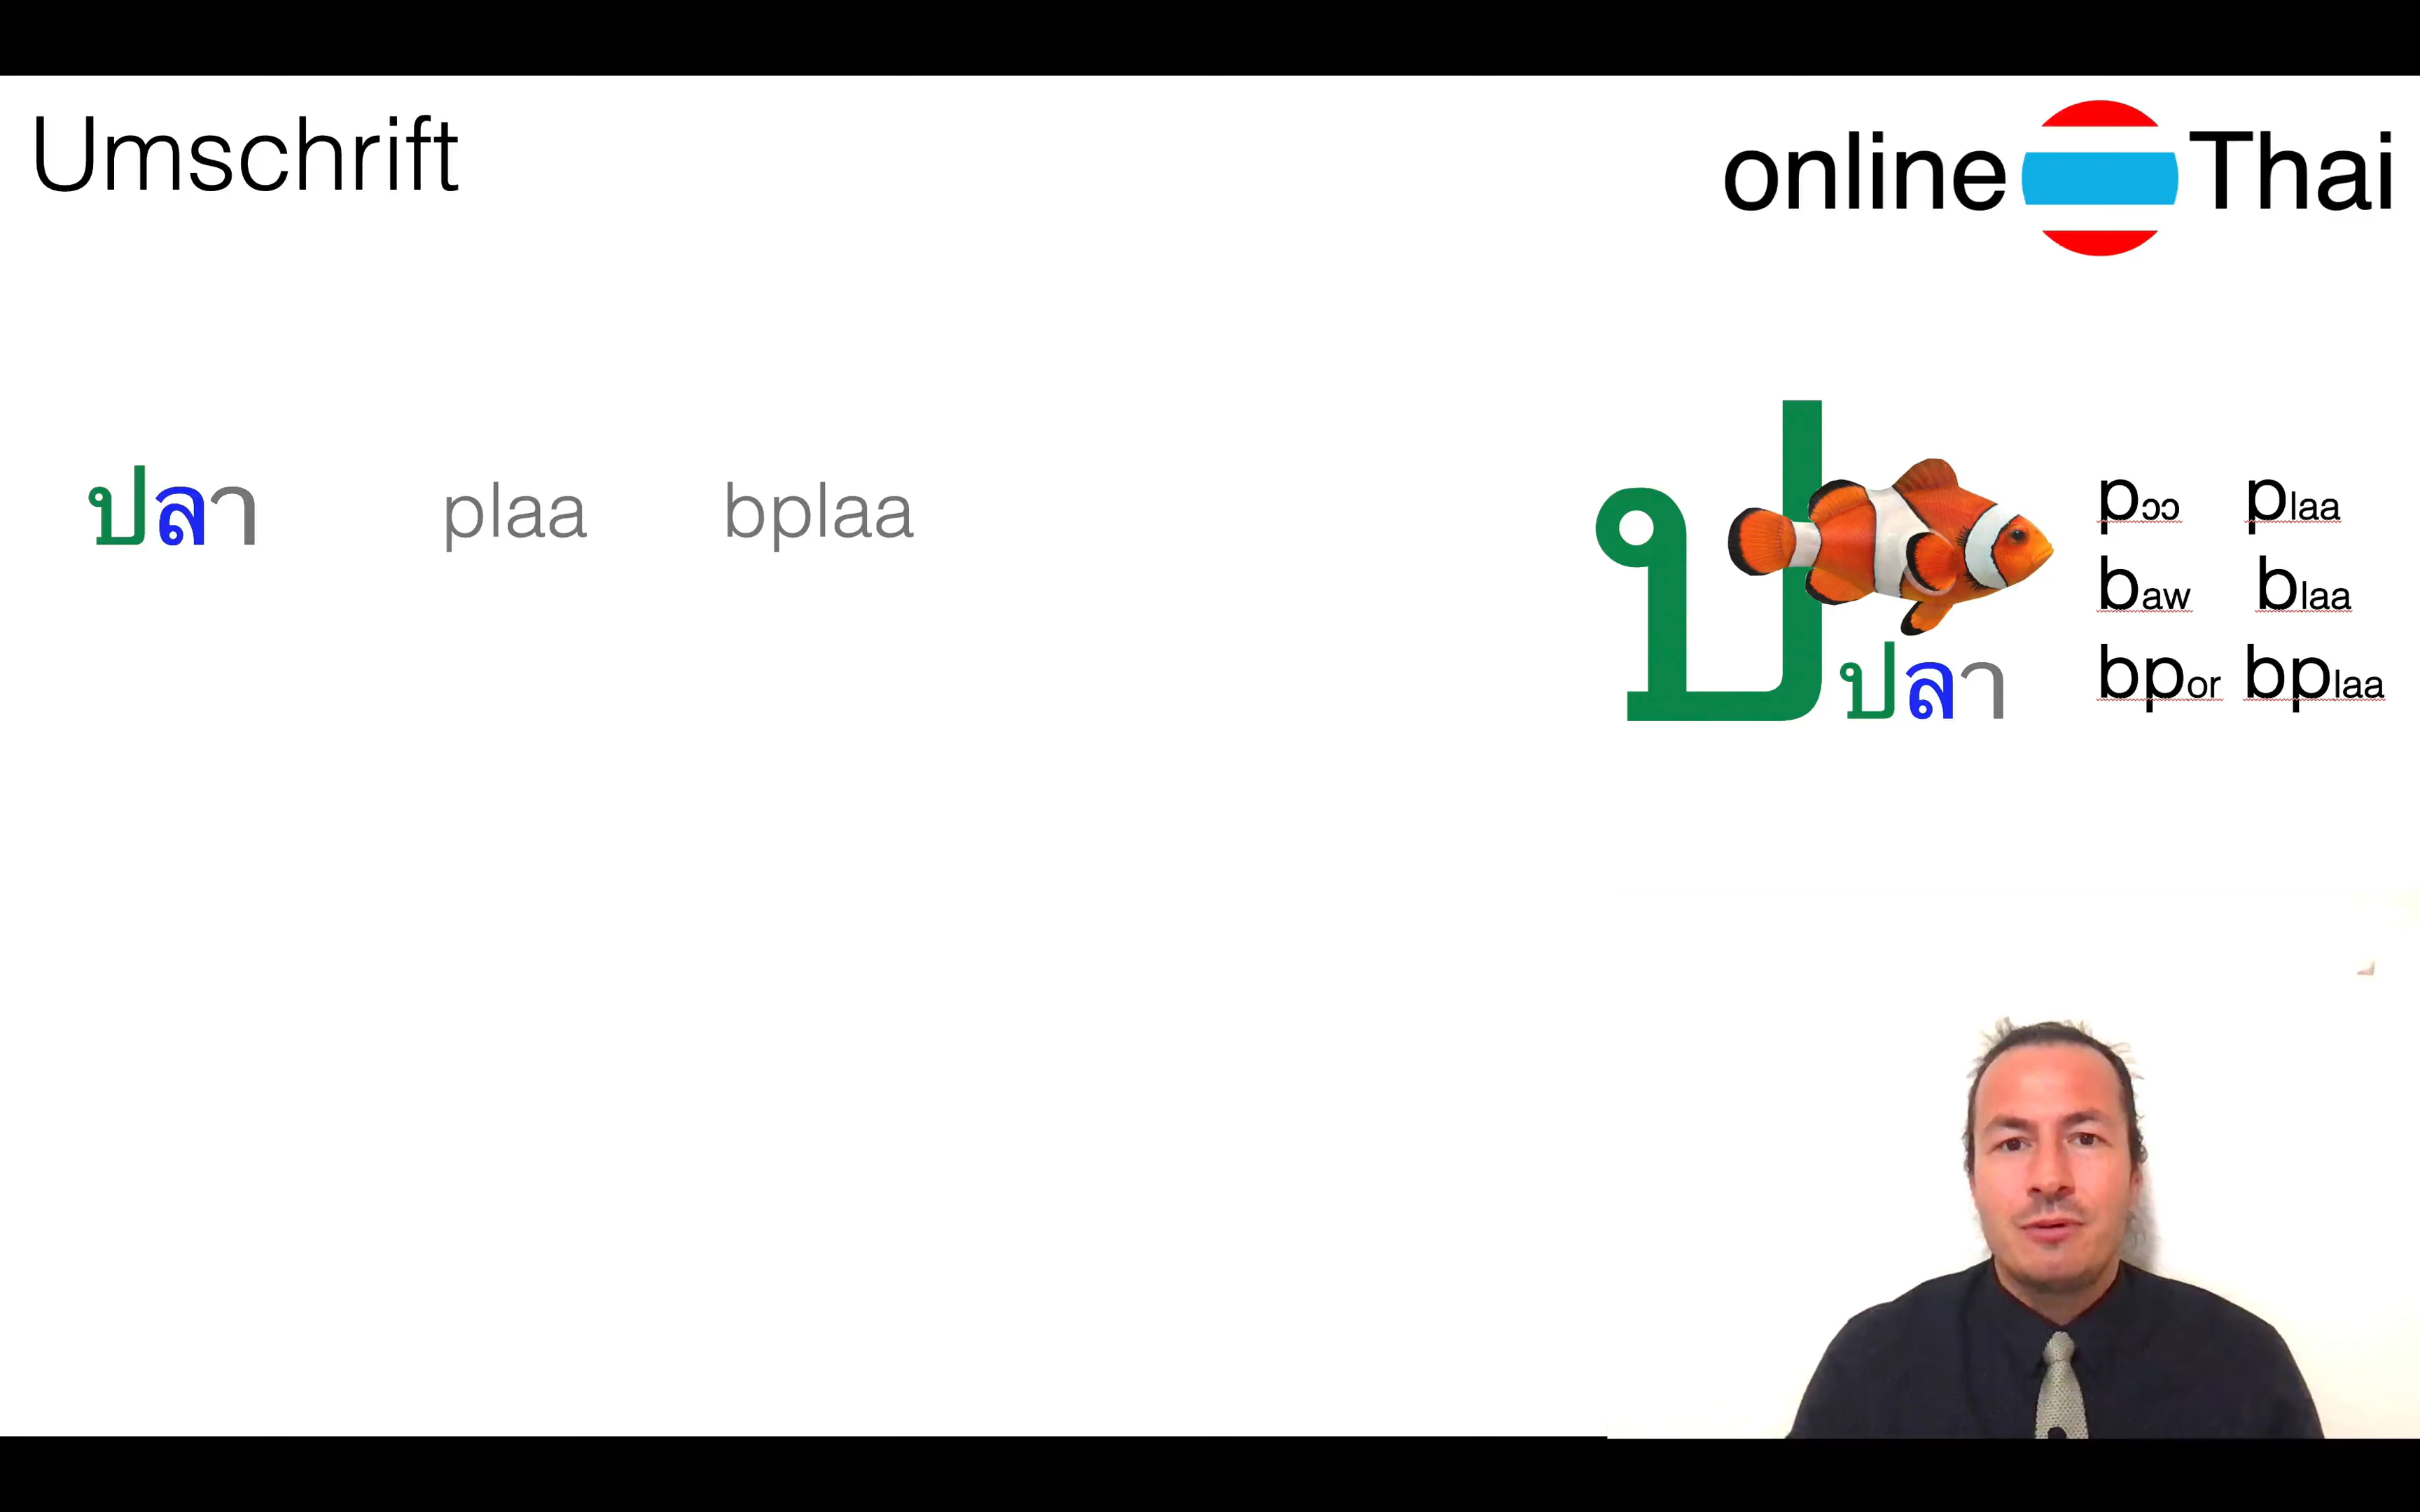 Umschrift
online Thai
ปลา plaa bplaa
ป
ปลา
pɔɔ plaa
baw blaa
bpor bplaa